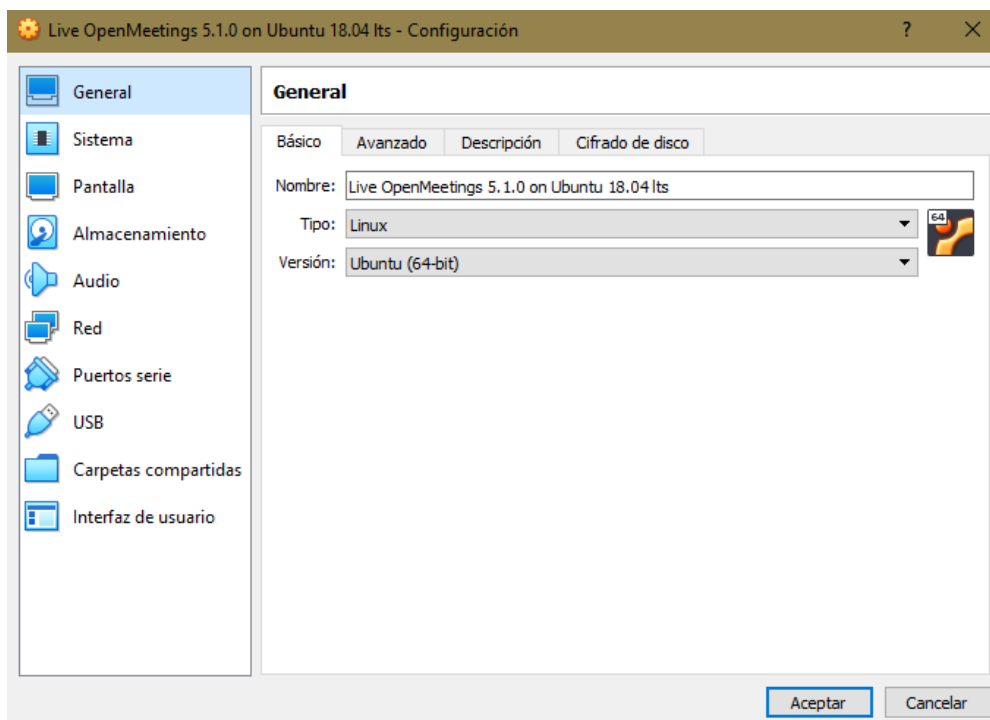 Live OpenMeetings 5.1.0 on Ubuntu 18.04 lts - Configuración ?
General
Sistema
Pantalla
Almacenamiento
Audio
Red
Puertos serie
USB
Carpetas compartidas
Interfaz de usuario
General
Básico Avanzado Descripción Cifrado de disco
Nombre: Live OpenMeetings 5.1.0 on Ubuntu 18.04 lts
Tipo: Linux
64
Versión: Ubuntu (64-bit)
Aceptar Cancelar